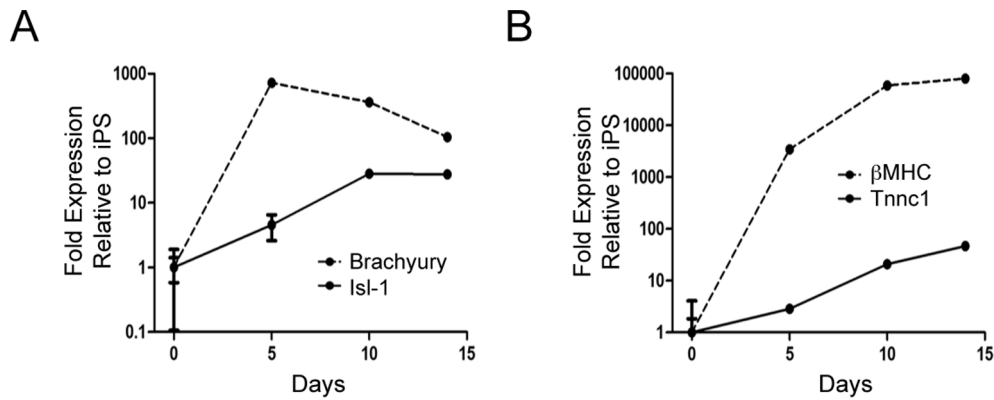 A
Fold Expression
Relative to iPS
1000
100
10
1
0.1
Brachyury
Isl-1
0 5 10 15
Days
B
Fold Expression
Relative to iPS
100000
10000
1000
100
10
1
βMHC
Tnnc1
0 5 10 15
Days